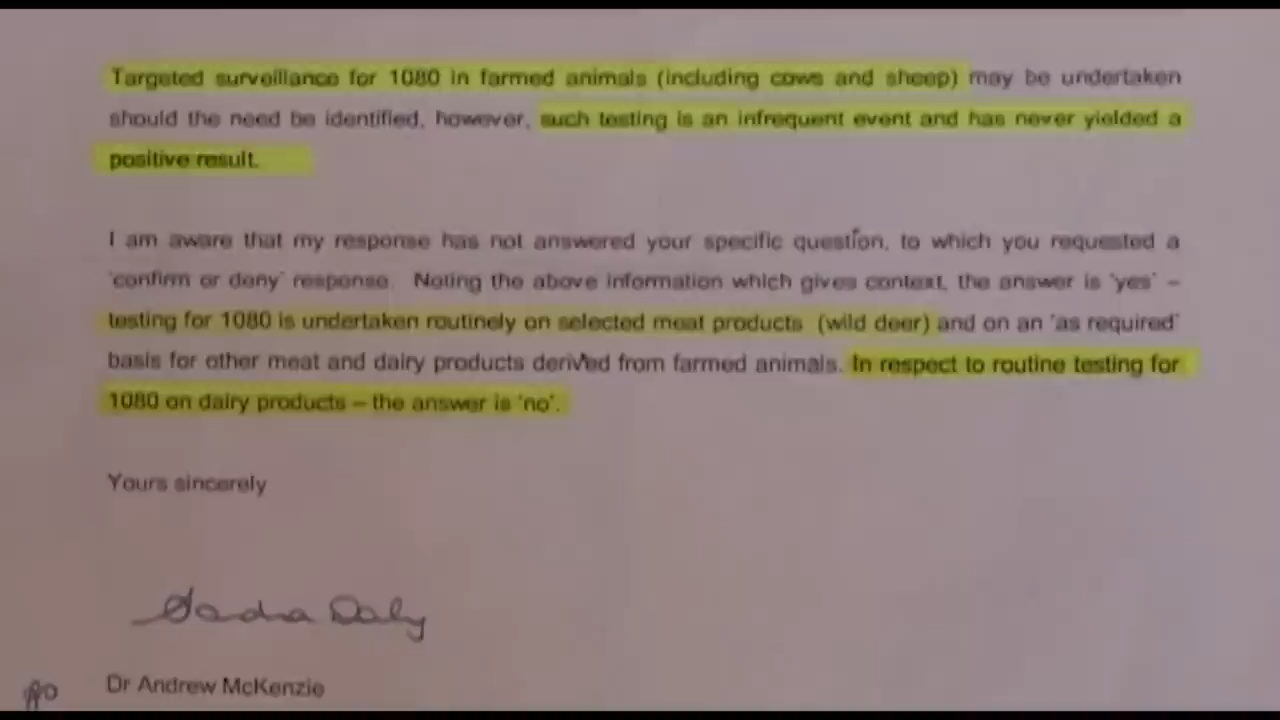 Targeted surveillance for 1080 in farmed animals (including cows and sheep) may be undertaken
should the need be identified, however, such testing is an infrequent event and has never yielded a
positive result.
I am aware that my response has not answered your specific question, to which you requested a
'confirm or deny' response. Noting the above information which gives context, the answer is 'yes' –
testing for 1080 is undertaken routinely on selected meat products (wild deer) and on an 'as required'
basis for other meat and dairy products derived from farmed animals. In respect to routine testing for
1080 on dairy products – the answer is 'no'.
Yours sincerely
Sandra Daly
Dr Andrew McKenzie